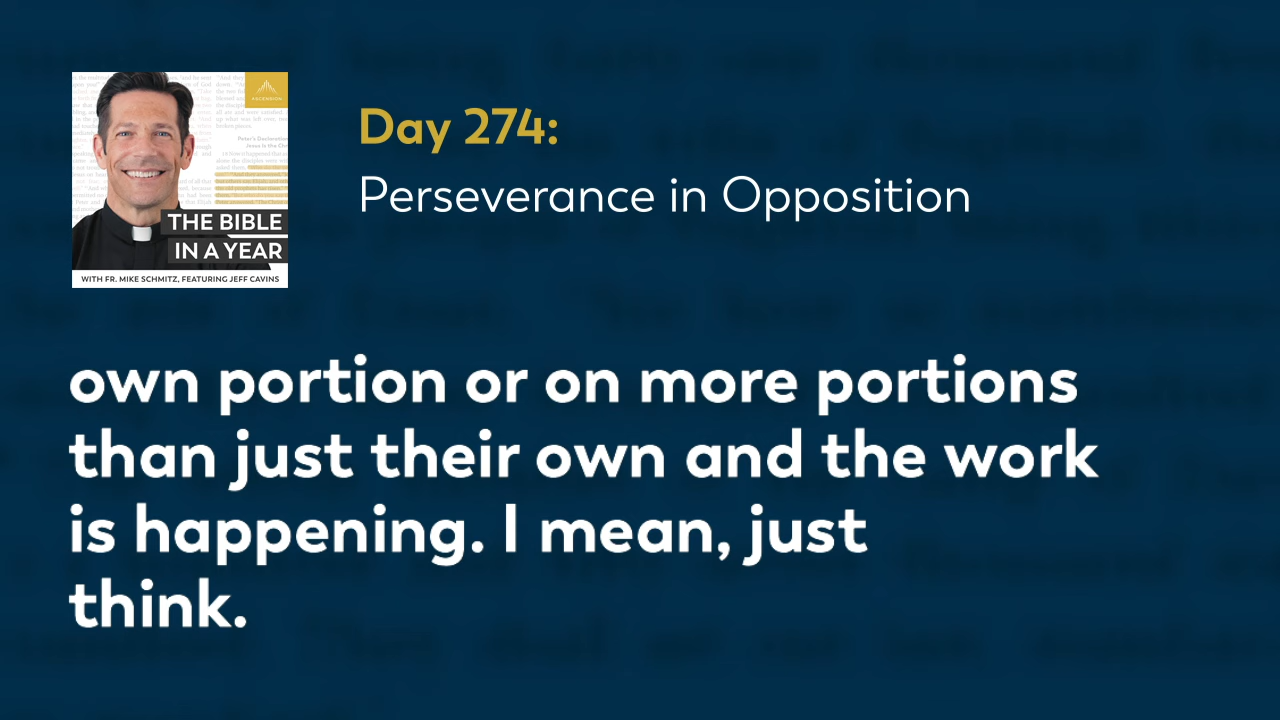 ASCENSION
THE BIBLE
IN A YEAR
WITH FR. MIKE SCHMITZ, FEATURING JEFF CAVINS
Day 274:
Perseverance in Opposition
own portion or on more portions
than just their own and the work
is happening. I mean, just
think.